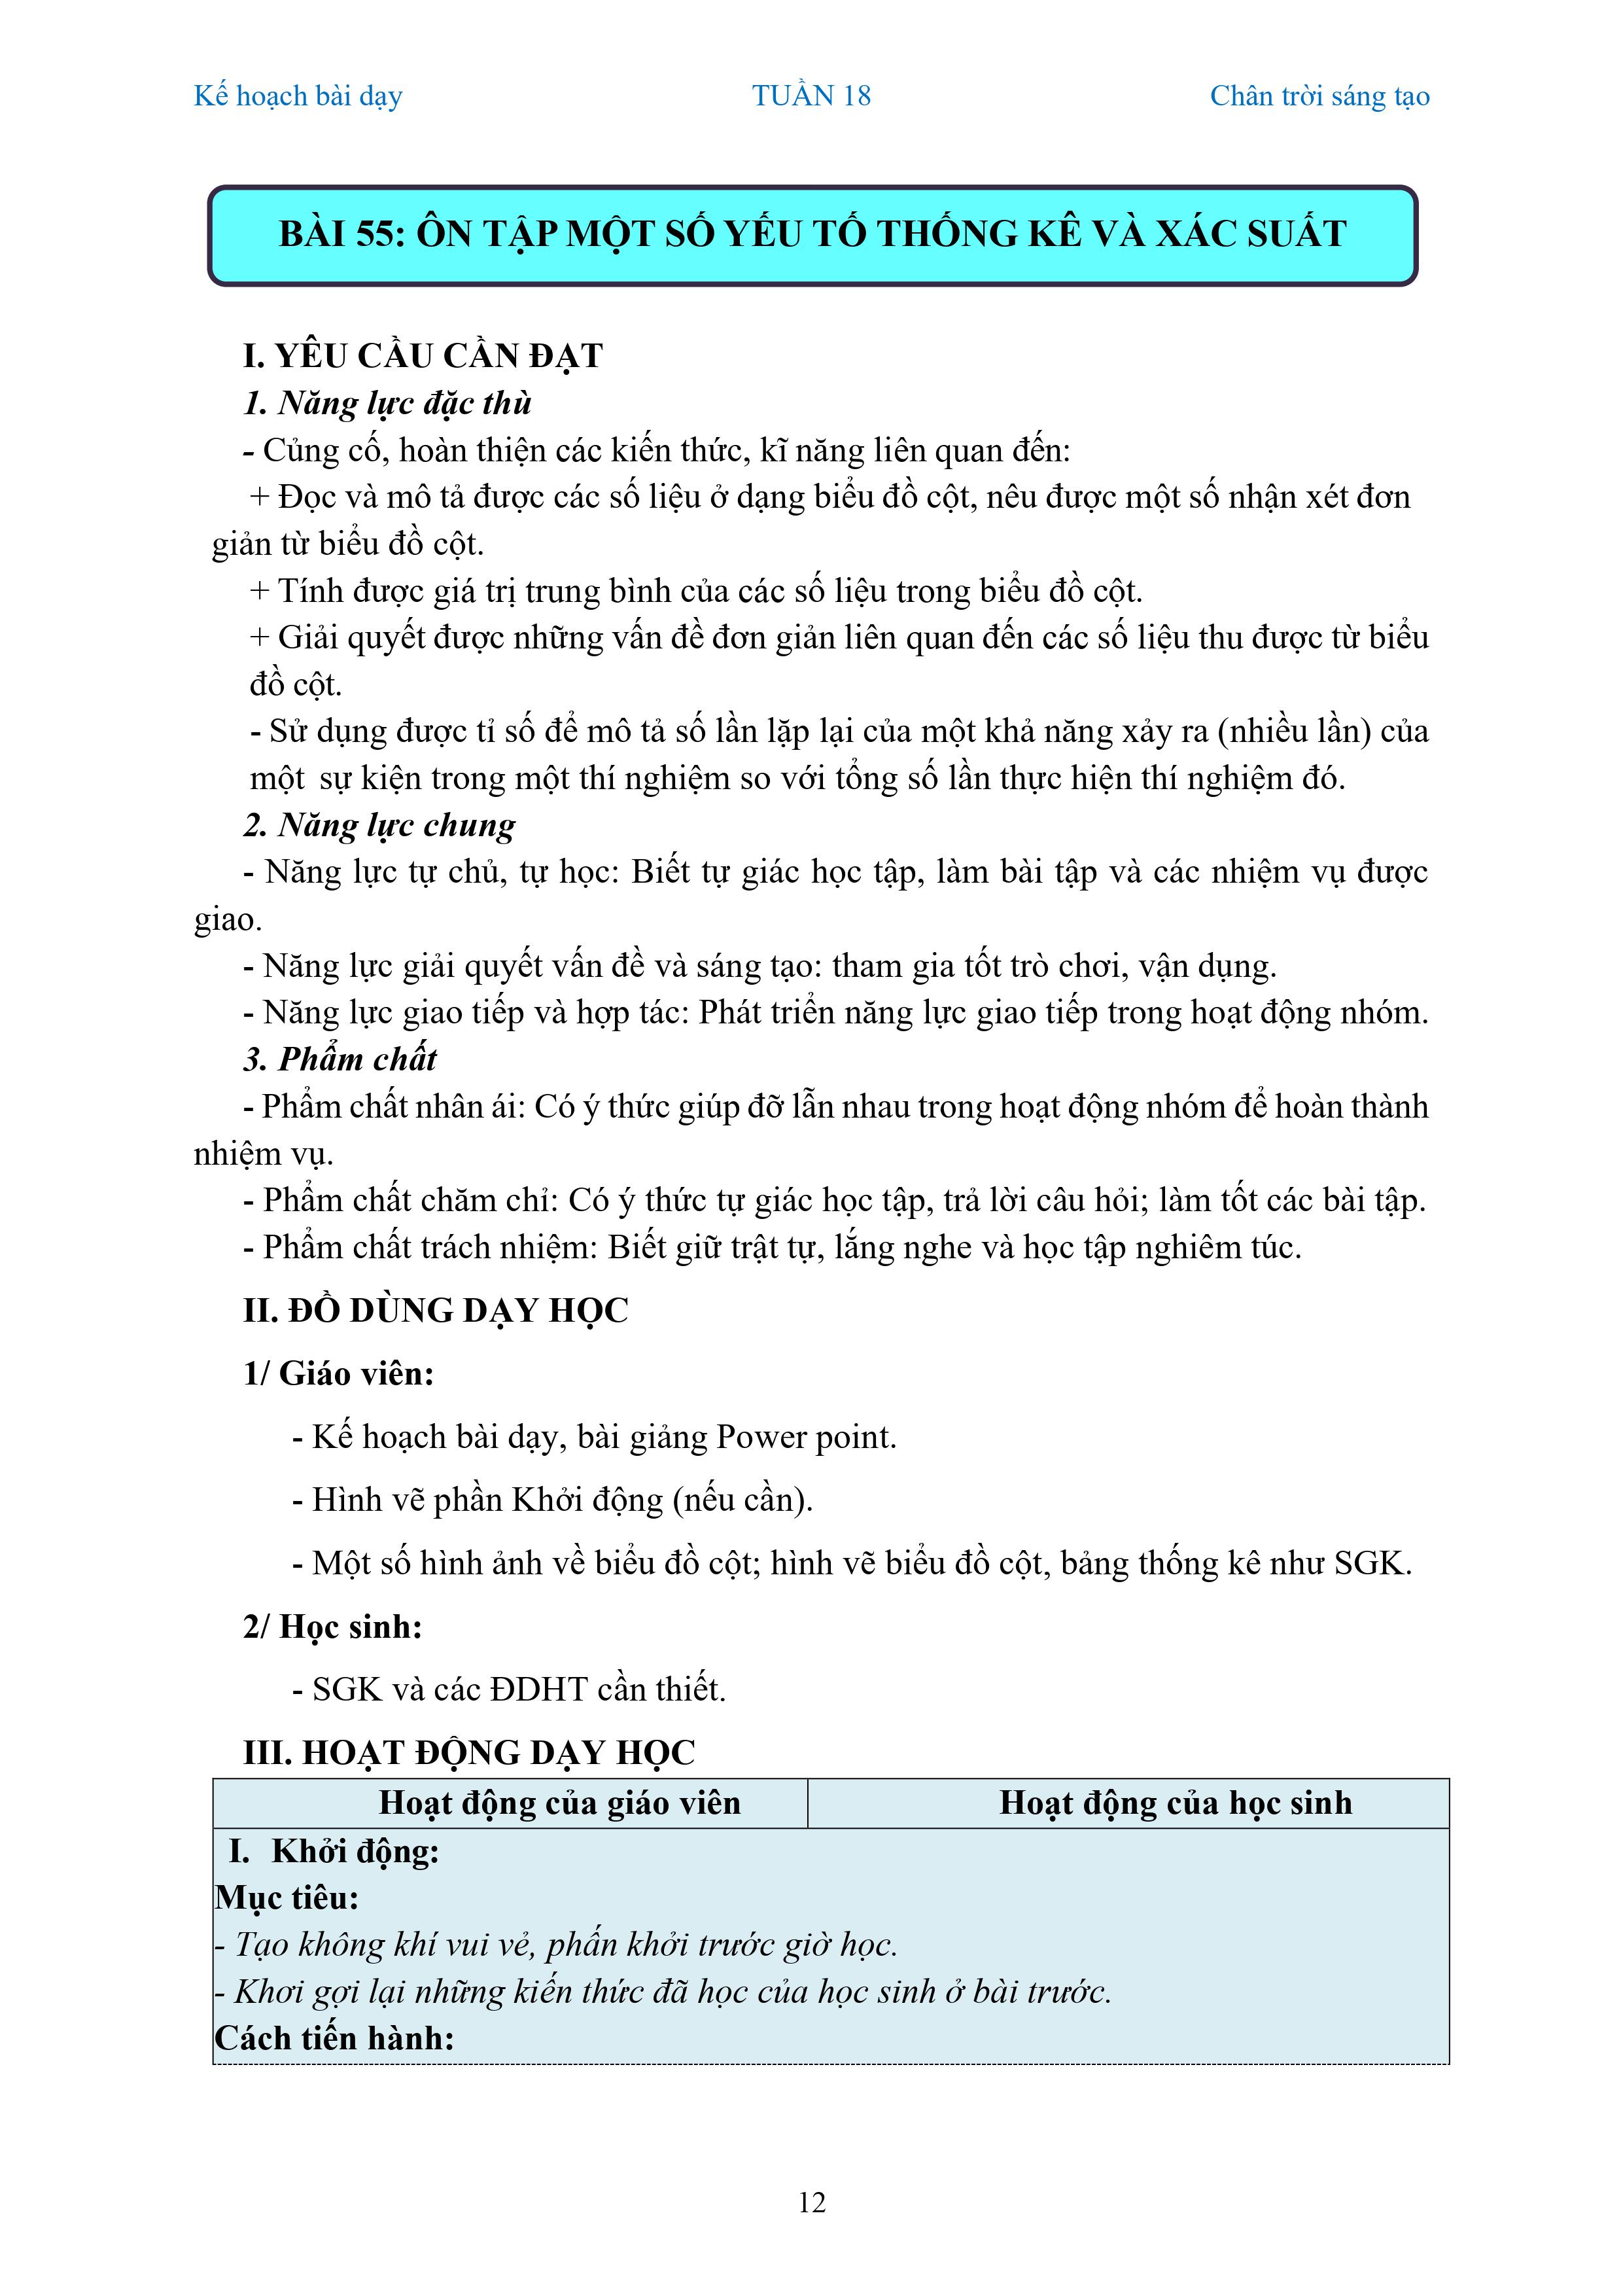 Kế hoạch bài dạy TUẦN 18 Chân trời sáng tạo
BÀI 55: ÔN TẬP MỘT SỐ YẾU TỐ THỐNG KÊ VÀ XÁC SUẤT
I. YÊU CẦU CẦN ĐẠT
1. Năng lực đặc thù
- Củng cố, hoàn thiện các kiến thức, kĩ năng liên quan đến:
+ Đọc và mô tả được các số liệu ở dạng biểu đồ cột, nêu được một số nhận xét đơn
giản từ biểu đồ cột.
+ Tính được giá trị trung bình của các số liệu trong biểu đồ cột.
+ Giải quyết được những vấn đề đơn giản liên quan đến các số liệu thu được từ biểu
đồ cột.
- Sử dụng được tỉ số để mô tả số lần lặp lại của một khả năng xảy ra (nhiều lần) của
một sự kiện trong một thí nghiệm so với tổng số lần thực hiện thí nghiệm đó.
2. Năng lực chung
- Năng lực tự chủ, tự học: Biết tự giác học tập, làm bài tập và các nhiệm vụ được
giao.
- Năng lực giải quyết vấn đề và sáng tạo: tham gia tốt trò chơi, vận dụng.
- Năng lực giao tiếp và hợp tác: Phát triển năng lực giao tiếp trong hoạt động nhóm.
3. Phẩm chất
- Phẩm chất nhân ái: Có ý thức giúp đỡ lẫn nhau trong hoạt động nhóm để hoàn thành
nhiệm vụ.
- Phẩm chất chăm chỉ: Có ý thức tự giác học tập, trả lời câu hỏi; làm tốt các bài tập.
- Phẩm chất trách nhiệm: Biết giữ trật tự, lắng nghe và học tập nghiêm túc.
II. ĐỒ DÙNG DẠY HỌC
1/ Giáo viên:
- Kế hoạch bài dạy, bài giảng Power point.
- Hình vẽ phần Khởi động (nếu cần).
- Một số hình ảnh về biểu đồ cột; hình vẽ biểu đồ cột, bảng thống kê như SGK.
2/ Học sinh:
- SGK và các ĐDHT cần thiết.
III. HOẠT ĐỘNG DẠY HỌC
Hoạt động của giáo viên Hoạt động của học sinh
I. Khởi động:
Mục tiêu:
- Tạo không khí vui vẻ, phấn khởi trước giờ học.
- Khơi gợi lại những kiến thức đã học của học sinh ở bài trước.
Cách tiến hành:
12